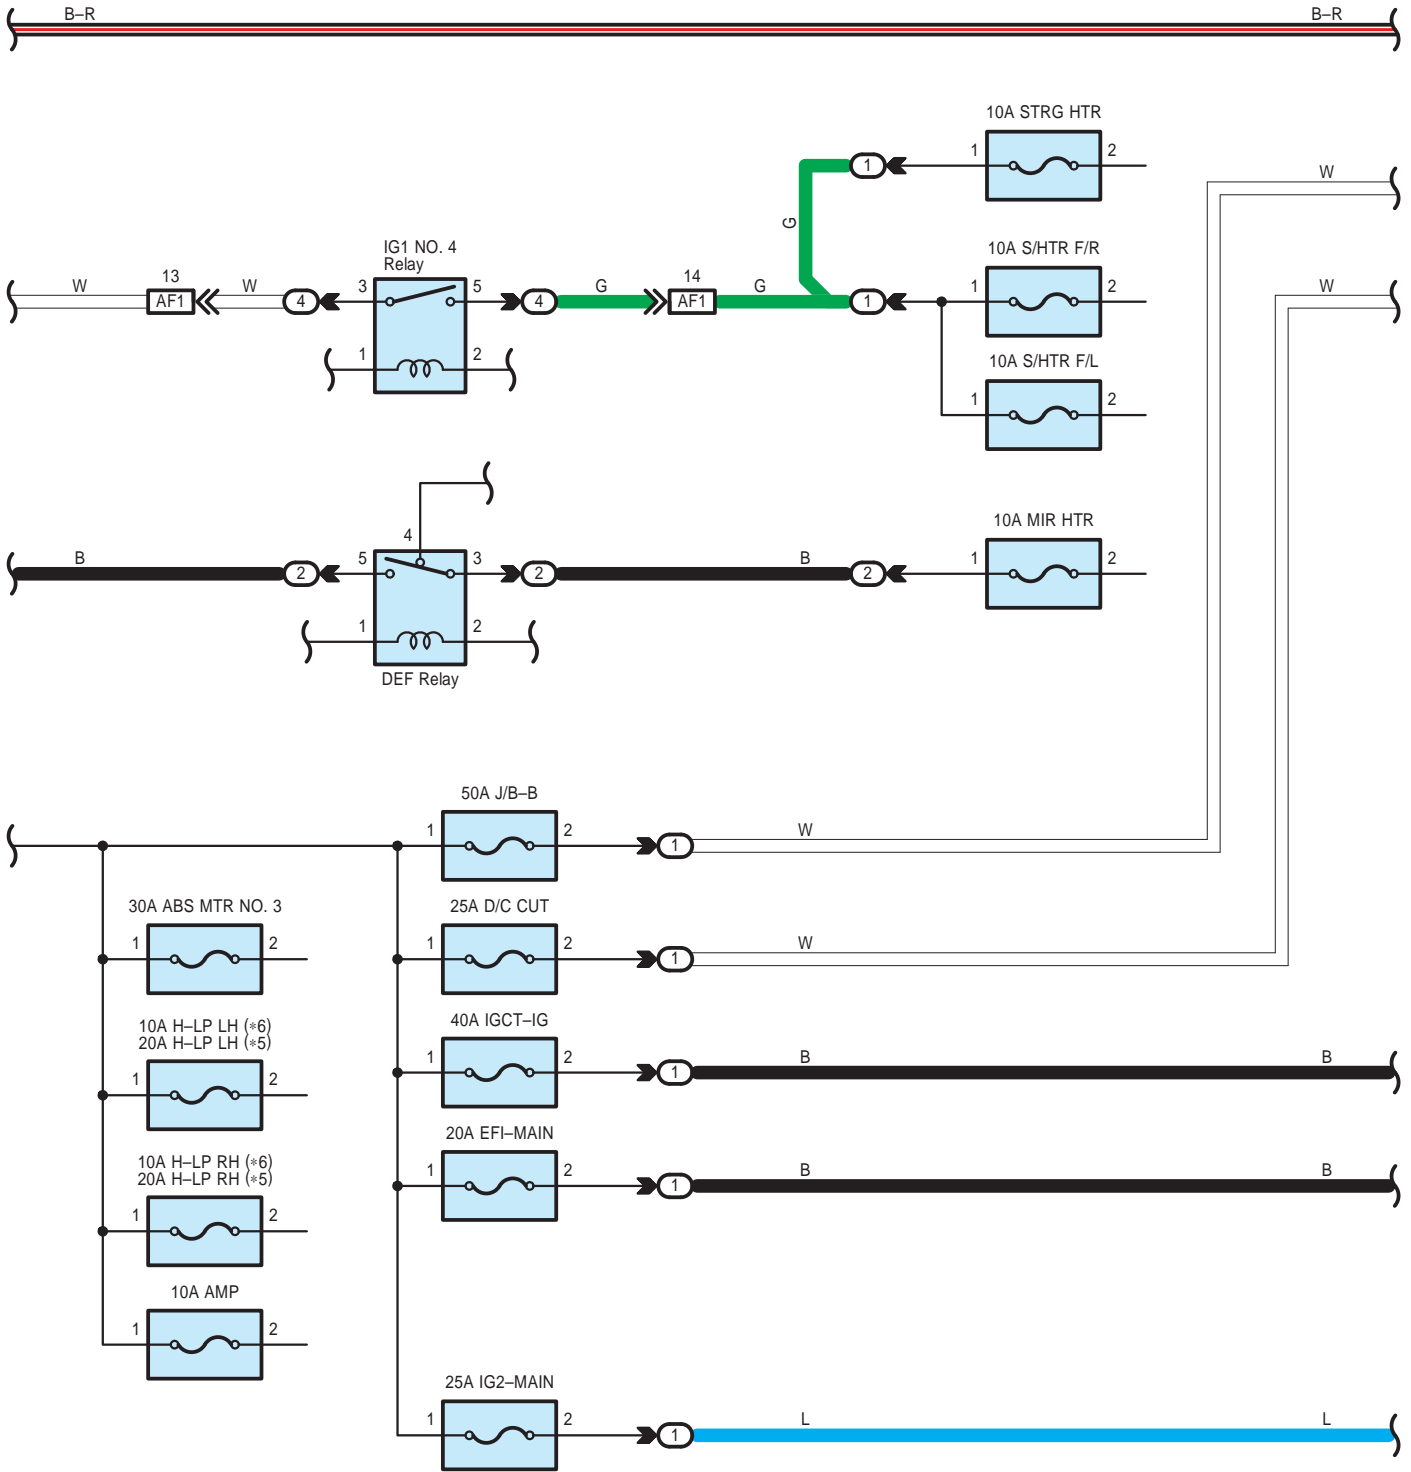 B–R B–R
10A STRG HTR
1 1 2
W
G
IG1 NO. 4
Relay
10A S/HTR F/R
W 13 W 3 5 G 14 G 1 2 W
AF1 4 4 AF1 1
1 2
10A S/HTR F/L
1 2
4
10A MIR HTR
B 5 3 B 1 2
2 2 2
1 2
DEF Relay
50A J/B–B
1 2 W
1
30A ABS MTR NO. 3 25A D/C CUT
1 2 1 2 W
1
10A H–LP LH (*6) 40A IGCT–IG
20A H–LP LH (*5)
1 2 1 2 B B
1
10A H–LP RH (*6) 20A EFI–MAIN
20A H–LP RH (*5)
1 2 1 2 B B
1
10A AMP
1 2
25A IG2–MAIN
1 2 L L
1